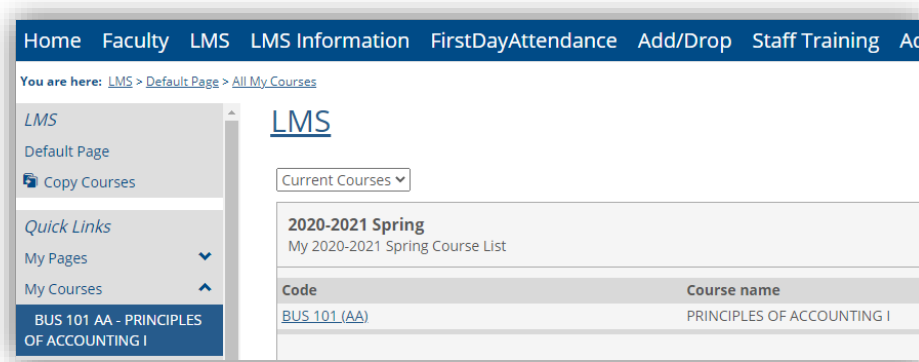 Home Faculty LMS LMS Information FirstDayAttendance Add/Drop Staff Training
You are here: LMS > Default Page > All My Courses
LMS
Default Page
Copy Courses
Quick Links
My Pages
My Courses
BUS 101 AA - PRINCIPLES
OF ACCOUNTING I
LMS
Current Courses
2020-2021 Spring
My 2020-2021 Spring Course List
Code Course name
BUS 101 (AA) PRINCIPLES OF ACCOUNTING I